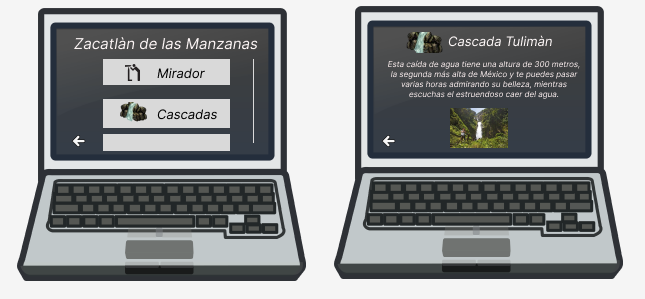 Zacatlàn de las Manzanas
Mirador
Cascadas
Cascada Tulimàn
Esta caída de agua tiene una altura de 300 metros,
la segunda más alta de México y te puedes pasar
varias horas admirando su belleza, mientras
escuchas el estruendoso caer del agua.